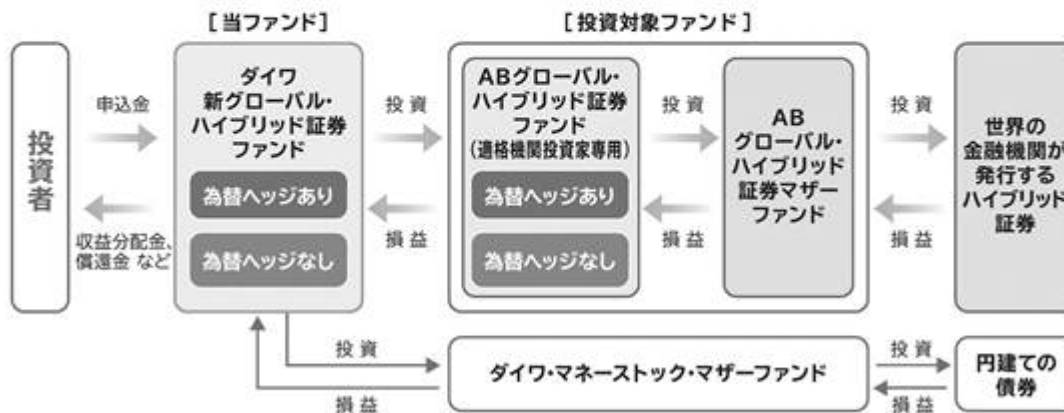 [当ファンド]
[投資対象ファンド]
投資者
申込金
収益分配金、
償還金 など
ダイワ
新グローバル・
ハイブリッド証券
ファンド
為替ヘッジあり
為替ヘッジなし
投資
損益
ABグローバル・
ハイブリッド証券
ファンド
(適格機関投資家専用)
為替ヘッジあり
為替ヘッジなし
投資
損益
AB
グローバル・
ハイブリッド
証券マザー
ファンド
投資
損益
世界の
金融機関が
発行する
ハイブリッド
証券
投資
損益
ダイワ・マネーストック・マザーファンド
投資
損益
円建ての
債券